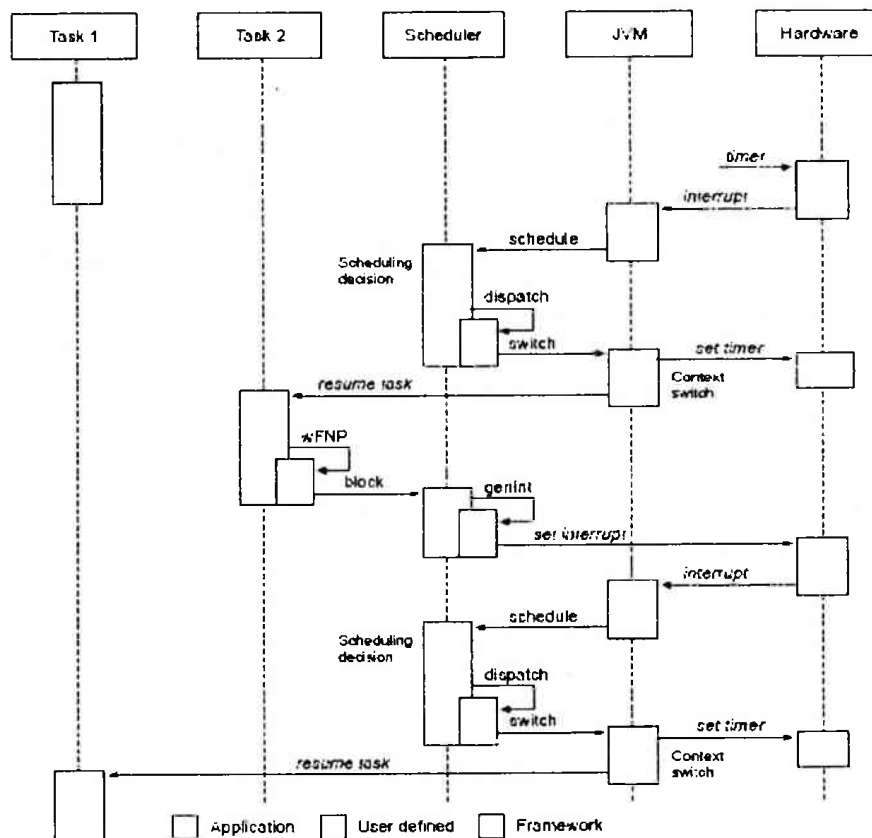 Task 1
Task 2
Scheduler
JVM
Hardware
timer
interrupt
schedule
Scheduling
decision
dispatch
switch
set timer
Context
switch
resume task
wFNP
block
genInt
set interrupt
interrupt
schedule
Scheduling
decision
dispatch
switch
set timer
Context
switch
resume task
Application
User defined
Framework